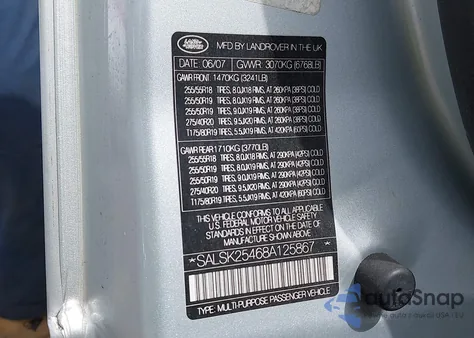 LAND ROVER
MFD BY LANDROVER IN THE UK
DATE: 06/07 GVWR: 3070KG (6768LB)
GAWR FRONT 1470KG (3241LB)
255/55R18 TIRES, 8.0JX18 RIMS, AT 260KPA (38PSI) COLD
255/50R19 TIRES, 8.0JX19 RIMS, AT 260KPA (38PSI) COLD
255/50R19 TIRES, 9.0JX19 RIMS, AT 260KPA (38PSI) COLD
275/40R20 TIRES, 9.5JX20 RIMS, AT 260KPA (38PSI) COLD
T175/80R19 TIRES, 5.5JX19 RIMS, AT 420KPA (60PSI) COLD
GAWR REAR 1710KG (3770LB)
255/55R18 TIRES, 8.0JX18 RIMS, AT 290KPA (42PSI) COLD
255/50R19 TIRES, 8.0JX19 RIMS, AT 290KPA (42PSI) COLD
255/50R19 TIRES, 9.0JX19 RIMS, AT 290KPA (42PSI) COLD
275/40R20 TIRES, 9.5JX20 RIMS, AT 290KPA (42PSI) COLD
T175/80R19 TIRES, 5.5JX19 RIMS, AT 420KPA (60PSI) COLD
THIS VEHICLE CONFORMS TO ALL APPLICABLE
U.S. FEDERAL MOTOR VEHICLE SAFETY
STANDARDS IN EFFECT ON THE DATE OF
MANUFACTURE SHOWN ABOVE.
*SALSK25468A125867*
TYPE: MULTI-PURPOSE PASSENGER VEHICLE
autoSnap